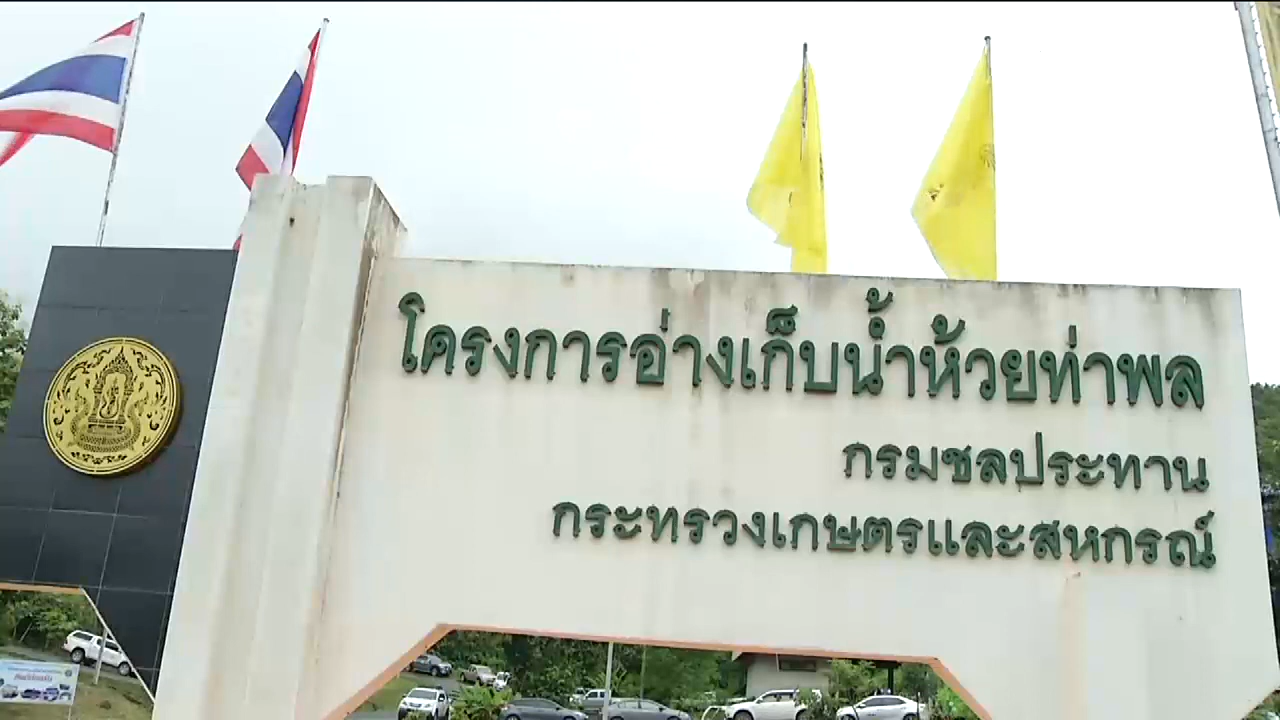 โครงการอ่างเก็บน้ำห้วยท่าพล
กรมชลประทาน
กระทรวงเกษตรและสหกรณ์